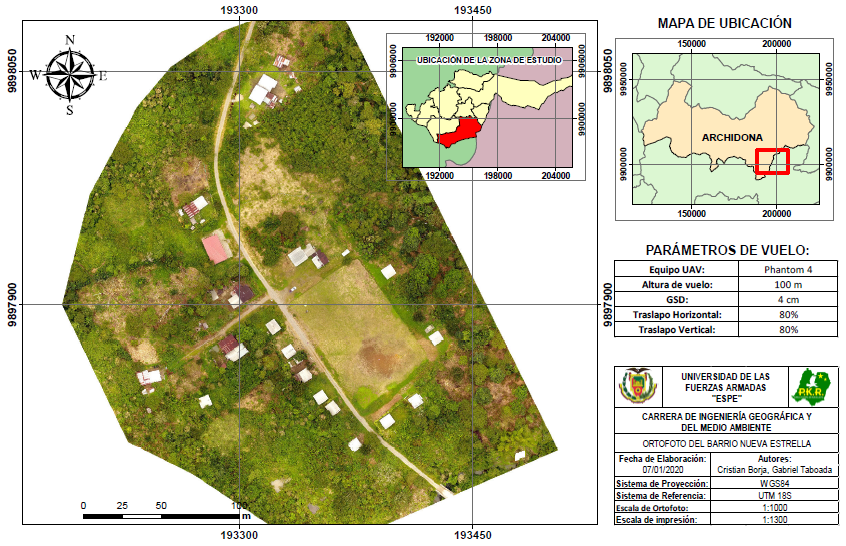 193300
193450
9898050
9898050
9897900
9897900
193300
193450
N
W
E
S
0
25
50
100
m
192000
198000
204000
UBICACIÓN DE LA ZONA DE ESTUDIO
9906000
9906000
9900000
9900000
192000
198000
204000
MAPA DE UBICACIÓN
150000
200000
9950000
9950000
ARCHIDONA
9900000
9900000
150000
200000
PARÁMETROS DE VUELO:
Equipo UAV: Phantom 4
Altura de vuelo: 100 m
GSD: 4 cm
Traslapo Horizontal: 80%
Traslapo Vertical: 80%
UNIVERSIDAD DE LAS
FUERZAS ARMADAS
"ESPE"
P.K.R.
CARRERA DE INGENIERÍA GEOGRÁFICA Y
DEL MEDIO AMBIENTE
ORTOFOTO DEL BARRIO NUEVA ESTRELLA
Fecha de Elaboración: Autores:
07/01/2020 Cristian Borja, Gabriel Taboada
Sistema de Proyección: WGS84
Sistema de Referencia: UTM 18S
Escala de Ortofoto: 1:1000
Escala de impresión: 1:1300